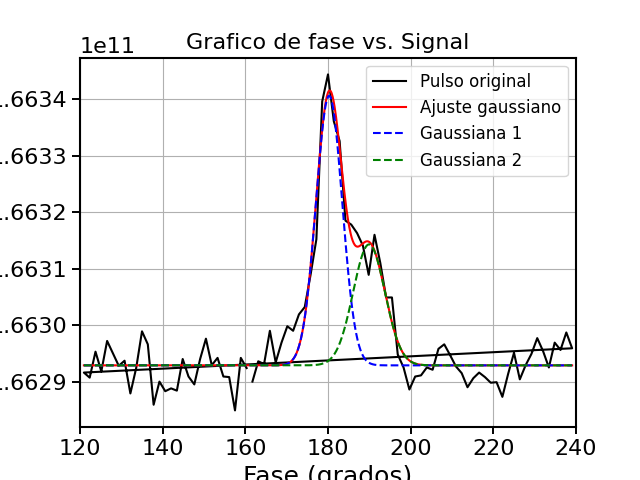 1e11
Grafico de fase vs. Signal
Pulso original
Ajuste gaussiano
Gaussiana 1
Gaussiana 2
.6634
.6633
.6632
.6631
.6630
.6629
120 140 160 180 200 220 240
Fase (grados)